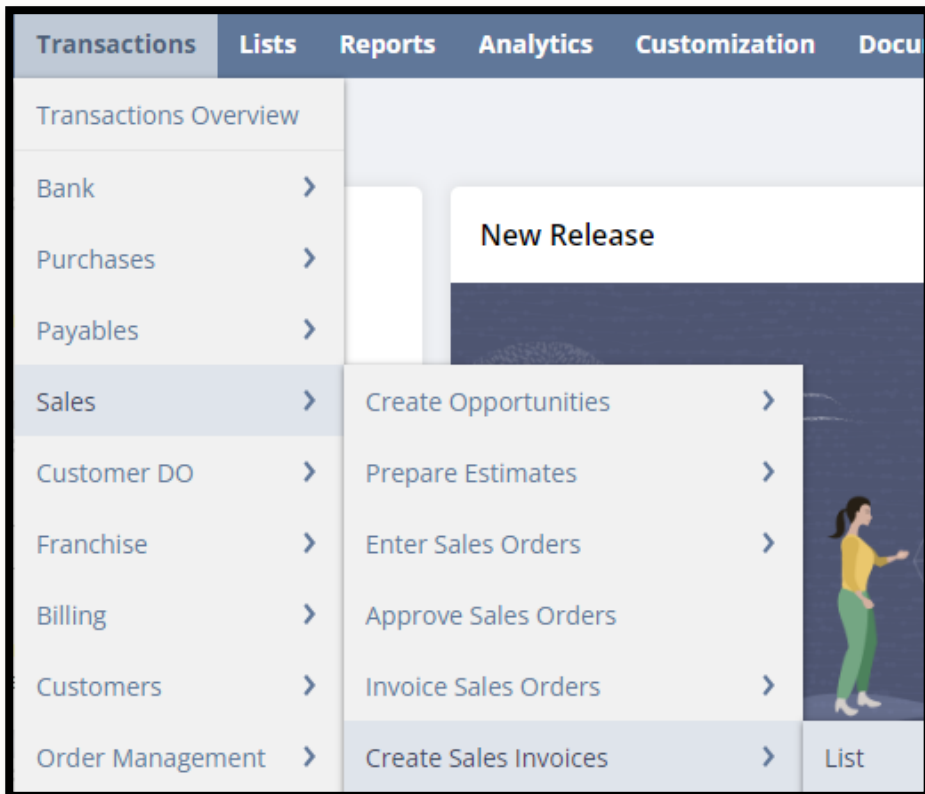 Transactions Lists Reports Analytics Customization Docu
Transactions Overview
Bank
Purchases
New Release
Payables
Sales
Create Opportunities
Customer DO
Prepare Estimates
Franchise
Enter Sales Orders
Billing
Approve Sales Orders
Customers
Invoice Sales Orders
Order Management
Create Sales Invoices
List